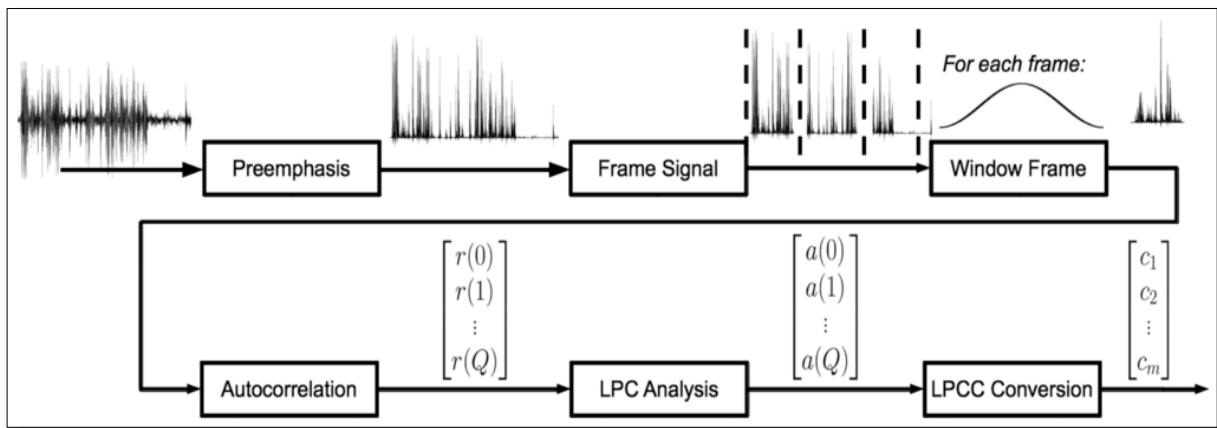 For each frame:
Preemphasis
Frame Signal
Window Frame
r(0)
r(1)
⋮
r(Q)
a(0)
a(1)
⋮
a(Q)
c₁
c₂
⋮
cₘ
Autocorrelation
LPC Analysis
LPCC Conversion